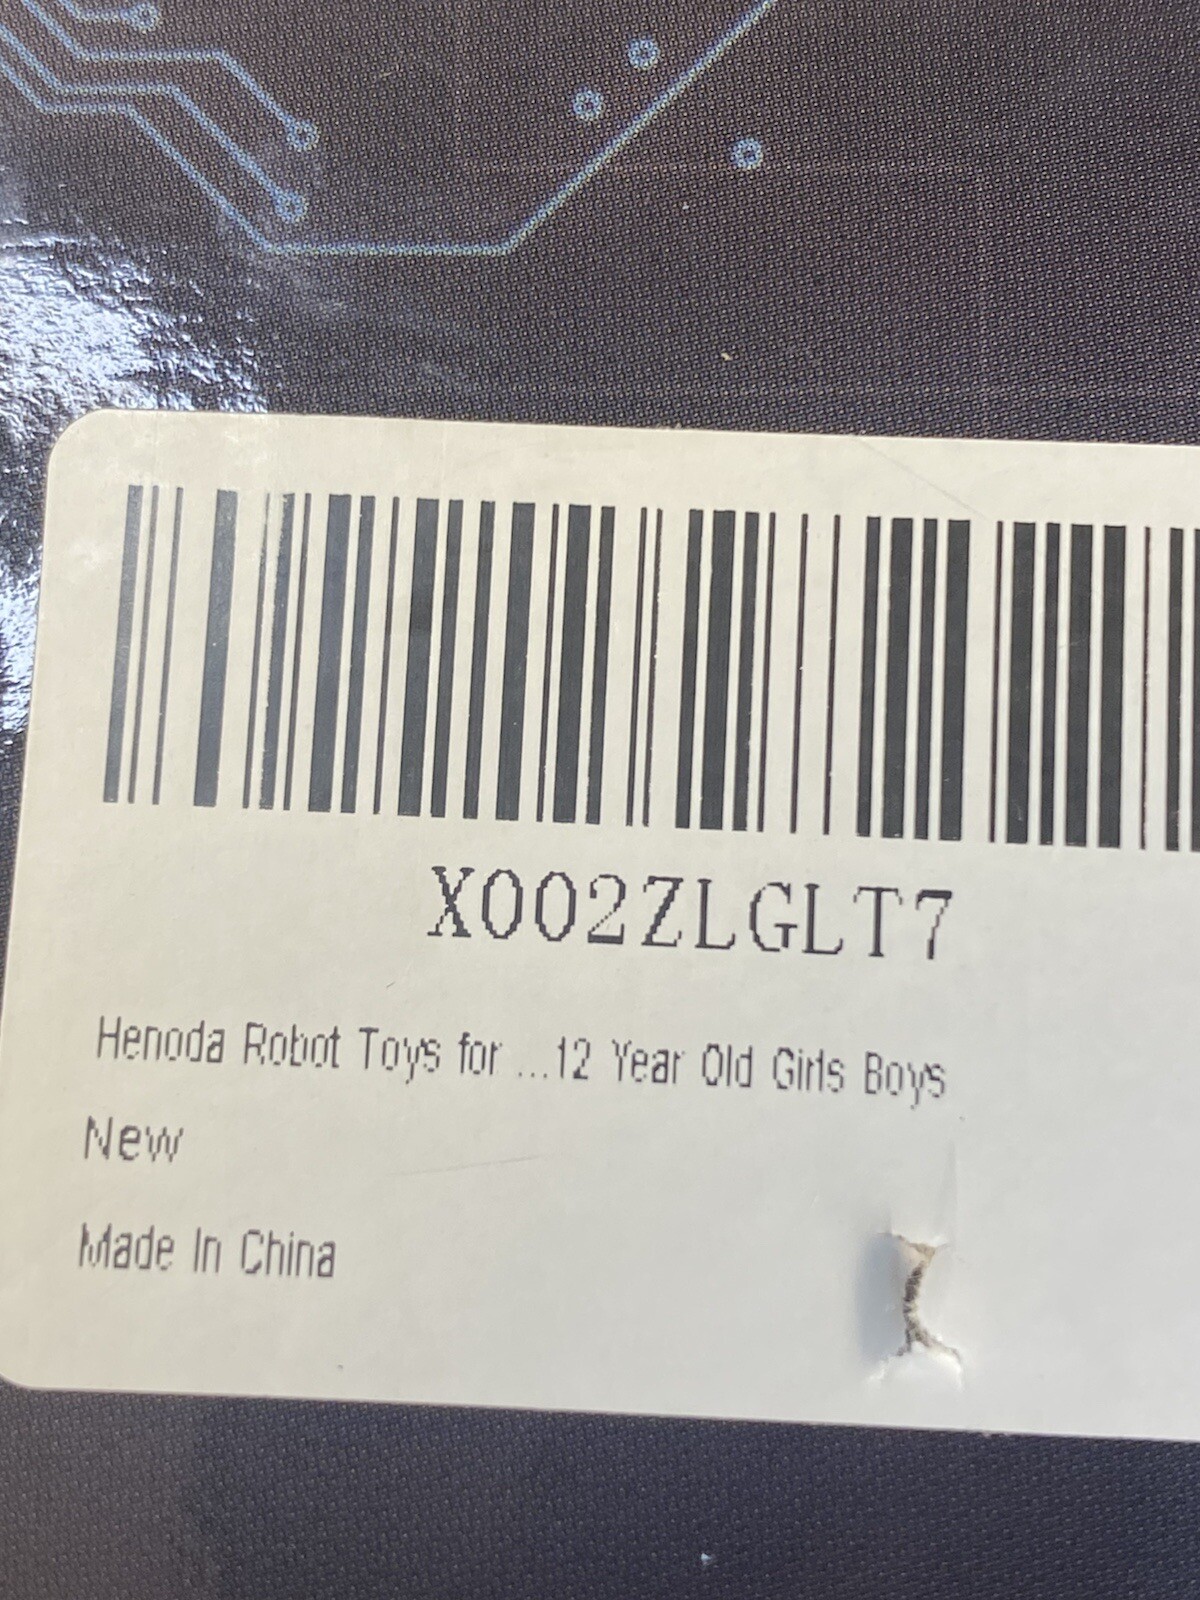 X002ZLGLT7
Henoda Robot Toys for ...12 Year Old Girls Boys
New
Made In China